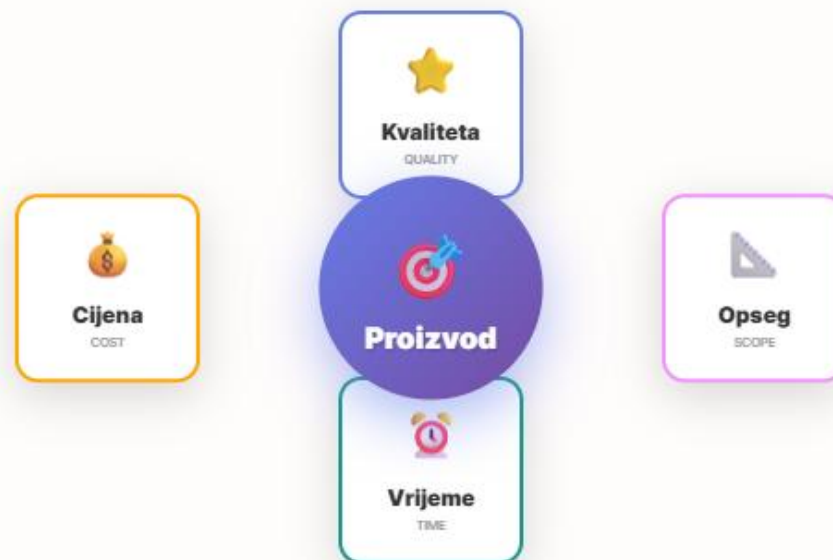 Kvaliteta
QUALITY
Cijena
COST
Proizvod
Opseg
SCOPE
Vrijeme
TIME